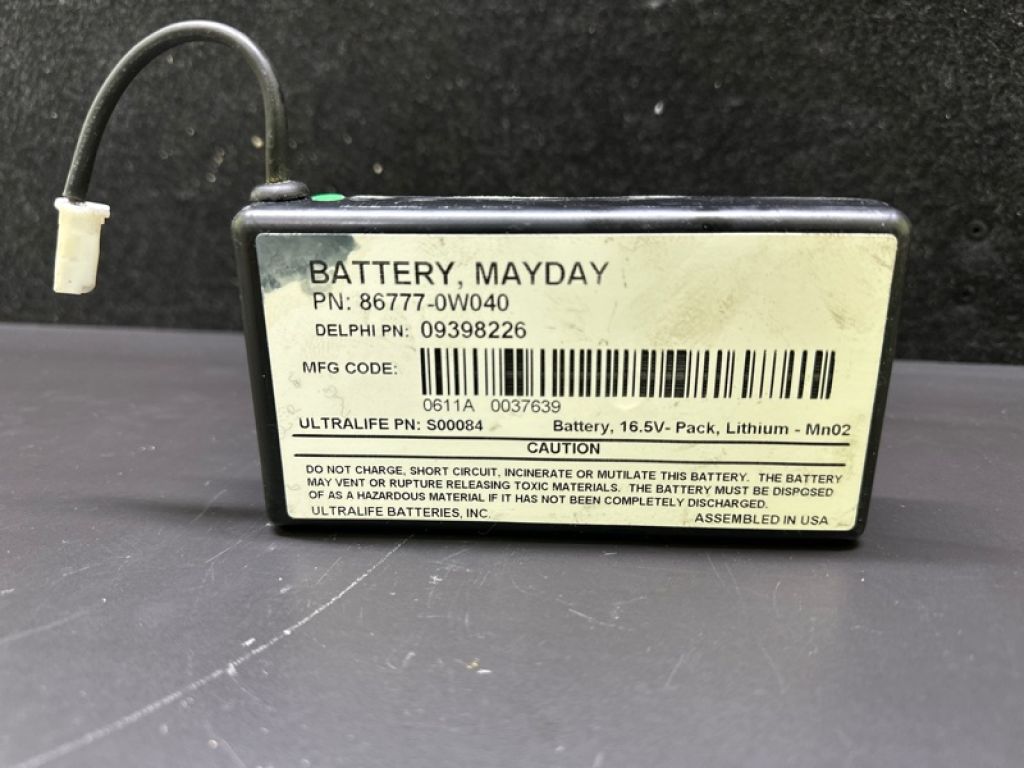 BATTERY, MAYDAY
PN: 86777-0W040
DELPHI PN: 09398226
MFG CODE:
0611A 0037639
ULTRALIFE PN: S00084 Battery, 16.5V- Pack, Lithium - Mn02
CAUTION
DO NOT CHARGE, SHORT CIRCUIT, INCINERATE OR MUTILATE THIS BATTERY. THE BATTERY
MAY VENT OR RUPTURE RELEASING TOXIC MATERIALS. THE BATTERY MUST BE DISPOSED
OF AS A HAZARDOUS MATERIAL IF IT HAS NOT BEEN COMPLETELY DISCHARGED.
ULTRALIFE BATTERIES, INC. ASSEMBLED IN USA